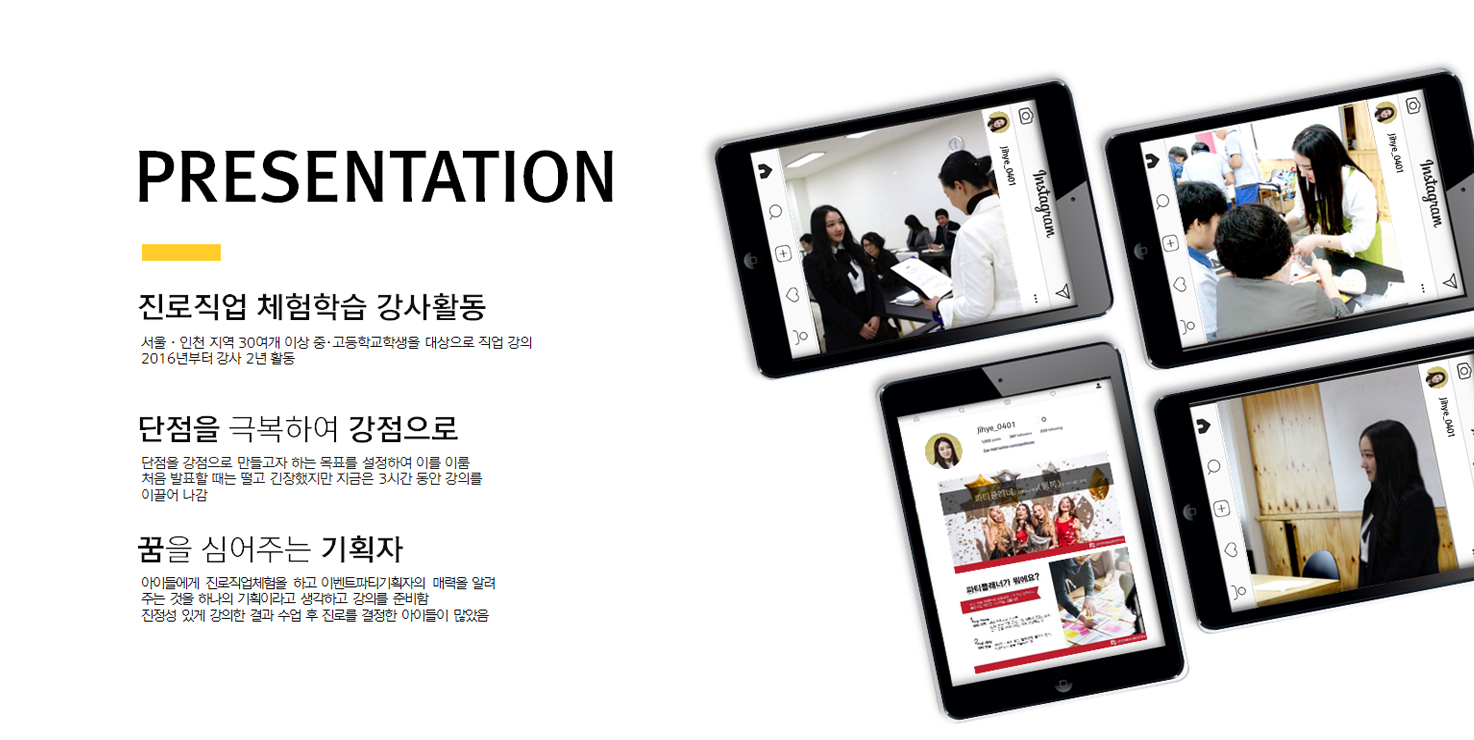 PRESENTATION
진로직업 체험학습 강사활동
서울 · 인천 지역 30여개 이상 중·고등학교학생을 대상으로 직업 강의
2016년부터 강사 2년 활동
단점을 극복하여 강점으로
단점을 강점으로 만들고자 하는 목표를 설정하여 이를 이룸
처음 발표할 때는 떨고 긴장했지만 지금은 3시간 동안 강의를
이끌어 나감
꿈을 심어주는 기획자
아이들에게 진로직업체험을 하고 이벤트파티기획자의 매력을 알려
주는 것을 하나의 기획이라고 생각하고 강의를 준비함
진정성 있게 강의한 결과 수업 후 진로를 결정한 아이들이 많았음
Instagram
Jihye_0401
Instagram
Jihye_0401
Jihye_0401
파티플래너가 뭐에요?
Jihye_0401